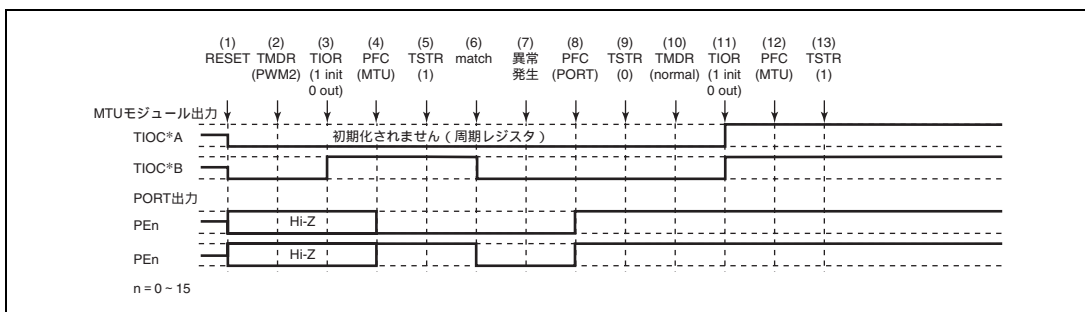 (1) (2) (3) (4) (5) (6) (7) (8) (9) (10) (11) (12) (13)
RESET TMDR TIOR PFC TSTR match 異常 PFC TSTR TMDR TIOR PFC TSTR
(PWM2) (1 init (MTU) (1) 発生 (PORT) (0) (normal) (1 init (MTU) (1)
0 out) 0 out)
MTUモジュール出力
TIOC*A 初期化されません(周期レジスタ)
TIOC*B
PORT出力
PEn Hi-Z
PEn Hi-Z
n = 0 ~ 15